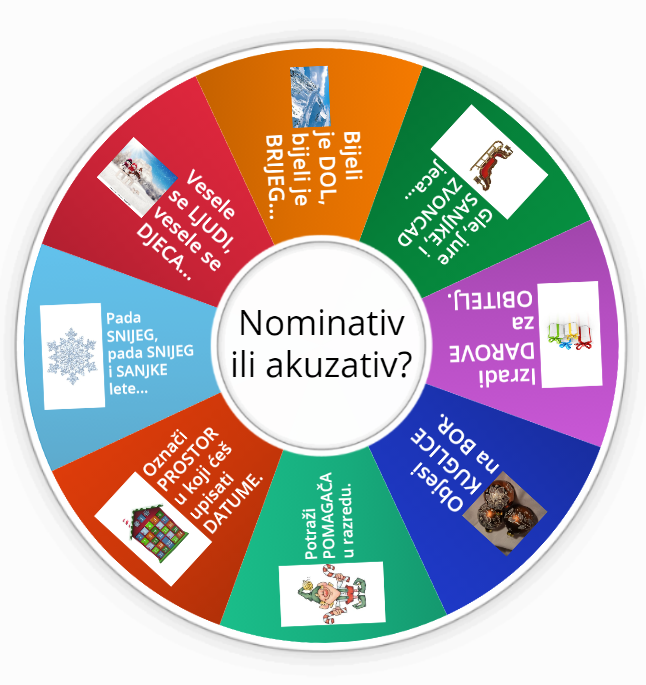 Nominativ
ili akuzativ?
Bijeli
je DOL,
bijeli je
BRIJEG...
Gle, jure
SANJKE, i
ZVONCAD
jeca...
Izradi
DAROVE
za
OBITELJ.
Objesi
KUGLICE
na BOR.
Potraži
POMAGAČA
u razredu.
Označi
PROSTOR
u koji ćeš
upisati
DATUME.
Pada
SNIJEG,
pada SNIJEG
i SANJKE
lete...
Vesele
se LJUDI,
vesele se
DJECA...